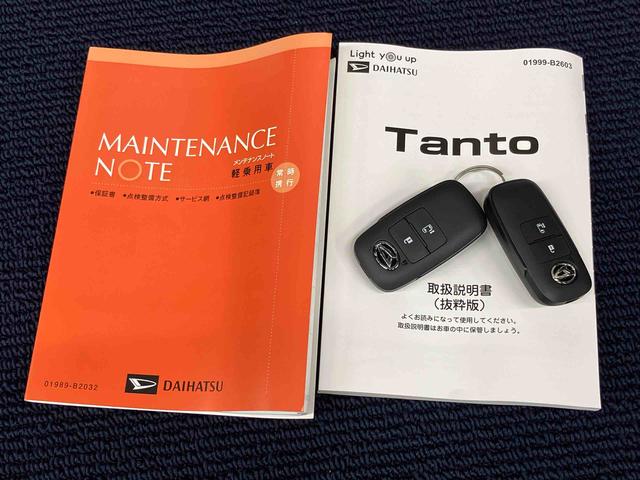 MAINTENANCE
NOTE
メンテナンスノート
軽乗用車
常時
携行
●保証書 ●点検整備方式 ●サービス網 ●点検整備記録簿
01989-B2032
DAIHATSU
Light you up
DAIHATSU
01999-B2603
Tanto
取扱説明書
（抜粋版）
よくお読みになって使用してください。
取扱説明書はお車の中に保管しましょう。